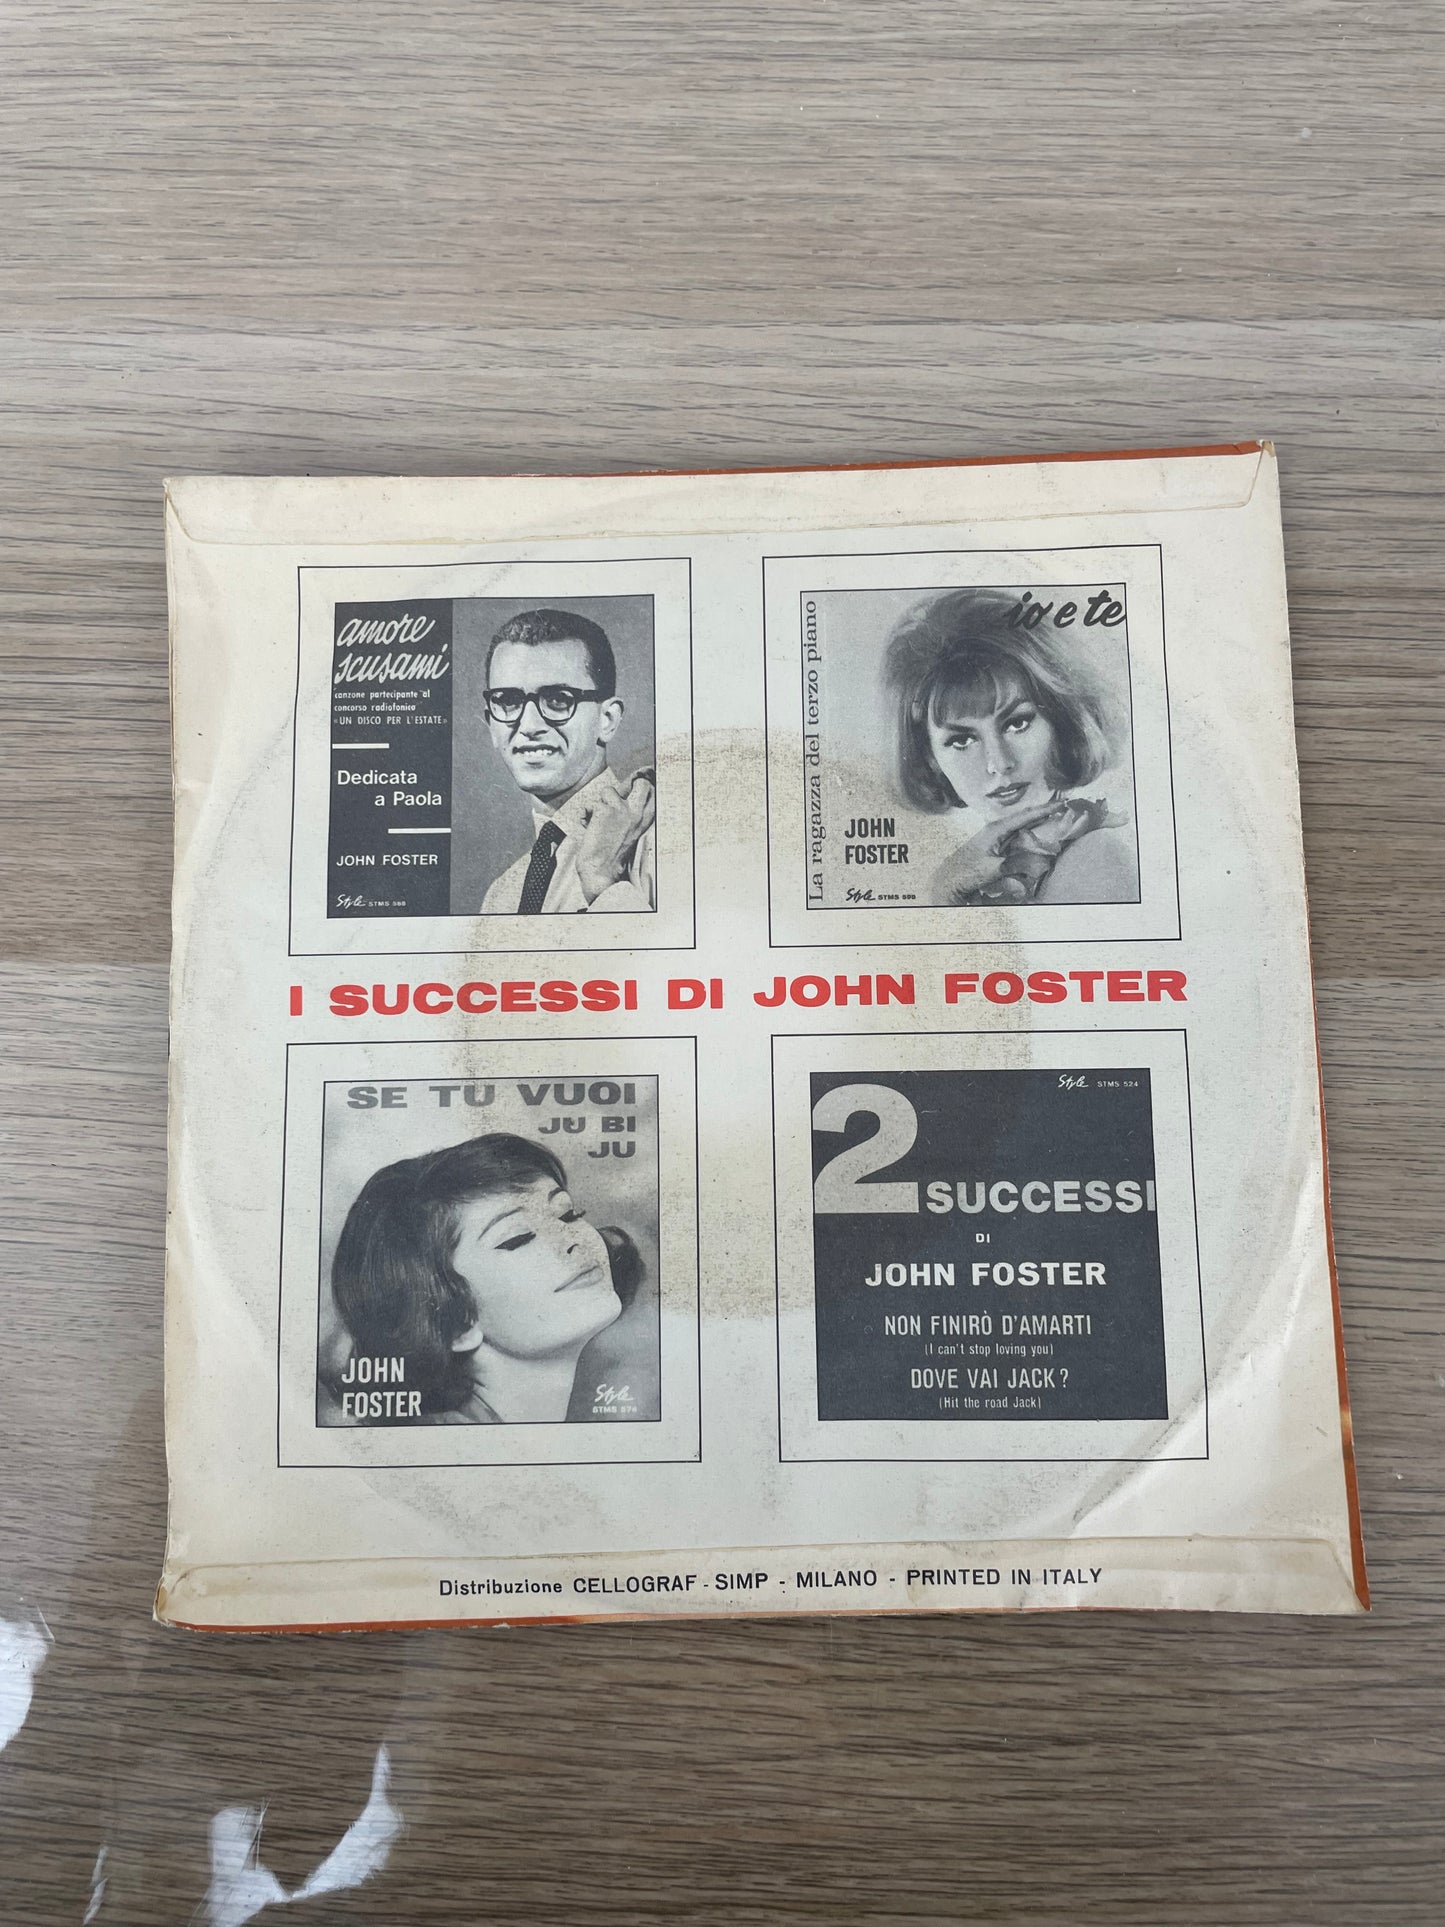 amore
scusami
canzone partecipante al
concorso radiofonico
«UN DISCO PER L'ESTATE»
Dedicata
a Paola
JOHN FOSTER
Style STMS 588
La ragazza del terzo piano
io e te
JOHN
FOSTER
Style STMS 589
I SUCCESSI DI JOHN FOSTER
SE TU VUOI
JU BI
JU
JOHN
FOSTER
Style
STMS 574
Style STMS 524
2 SUCCESSI
DI
JOHN FOSTER
NON FINIRÒ D'AMARTI
(I can't stop loving you)
DOVE VAI JACK?
(Hit the road Jack)
Distribuzione CELLOGRAF - SIMP - MILANO - PRINTED IN ITALY